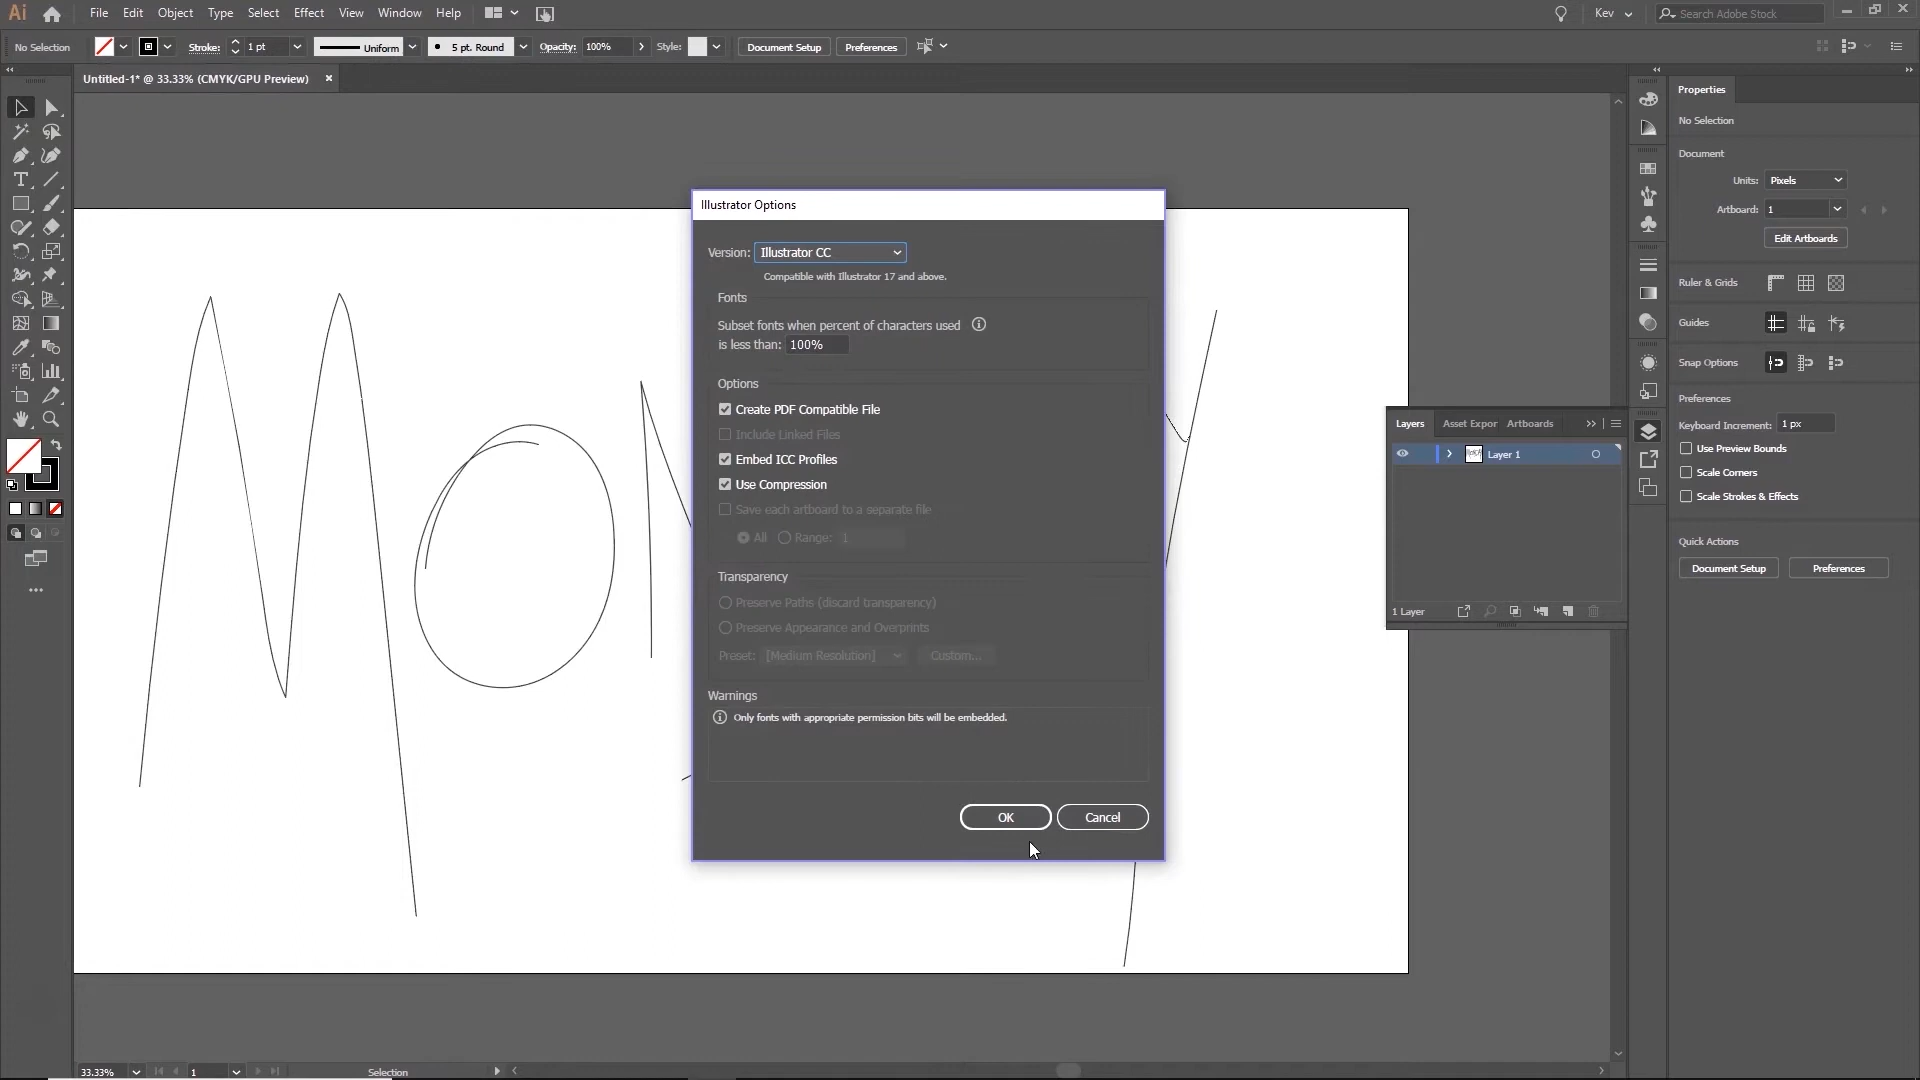 Ai File Edit Object Type Select Effect View Window Help Kev Search Adobe Stock
No Selection Stroke: 1 pt Uniform 5 pt. Round Opacity: 100% Style: Document Setup Preferences
Untitled-1* @ 33.33% (CMYK/GPU Preview)
Illustrator Options
Version: Illustrator CC
Compatible with Illustrator 17 and above.
Fonts
Subset fonts when percent of characters used
is less than: 100%
Options
Create PDF Compatible File
Include Linked Files
Embed ICC Profiles
Use Compression
Save each artboard to a separate file
All Range: 1
Transparency
Preserve Paths (discard transparency)
Preserve Appearance and Overprints
Preset: [Medium Resolution] Custom...
Warnings
Only fonts with appropriate permission bits will be embedded.
OK Cancel
Layers Asset Expor Artboards
Layer 1
1 Layer
Properties
No Selection
Document
Units: Pixels
Artboard: 1
Edit Artboards
Ruler & Grids
Guides
Snap Options
Preferences
Keyboard Increment: 1 px
Use Preview Bounds
Scale Corners
Scale Strokes & Effects
Quick Actions
Document Setup Preferences
33.33% 1 Selection